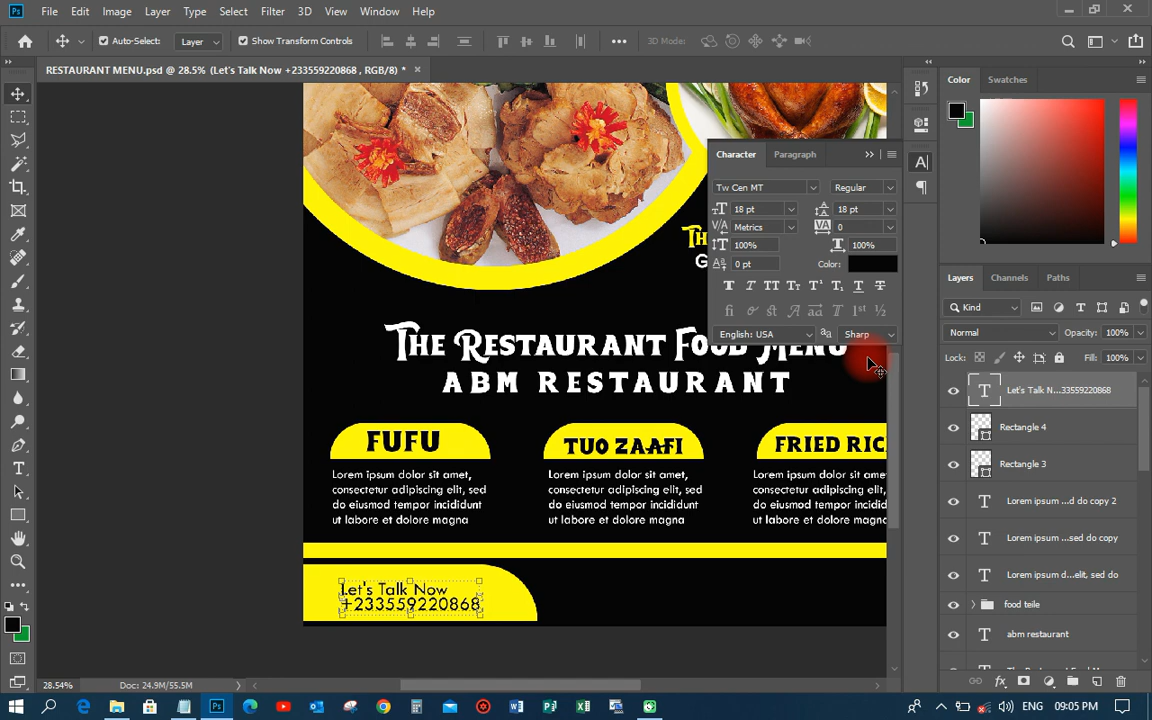 Ps File Edit Image Layer Type Select Filter 3D View Window Help
Auto-Select: Layer Show Transform Controls 3D Mode:
RESTAURANT MENU.psd @ 28.5% (Let's Talk Now +233559220868 , RGB/8) *
Color Swatches
Character Paragraph
Tw Cen MT Regular
18 pt 18 pt
Metrics 0
100% 100%
0 pt Color:
English: USA Sharp
Layers Channels Paths
Kind
Normal Opacity: 100%
Lock: Fill: 100%
Let's Talk N...33559220868
Rectangle 4
Rectangle 3
Lorem ipsum ...d do copy 2
Lorem ipsum ...sed do copy
Lorem ipsum d...elit, sed do
food teile
abm restaurant
The Restaurant Food Menu
ABM RESTAURANT
FUFU
Lorem ipsum dolor sit amet,
consectetur adipiscing elit, sed
do eiusmod tempor incididunt
ut labore et dolore magna
TUO ZAAFI
Lorem ipsum dolor sit amet,
consectetur adipiscing elit, sed
do eiusmod tempor incididunt
ut labore et dolore magna
FRIED RIC
Lorem ipsum dolor sit amet,
consectetur adipiscing elit, se
do eiusmod tempor incididun
ut labore et dolore magna
Let's Talk Now
+233559220868
28.54% Doc: 24.9M/55.5M
ENG 09:05 PM